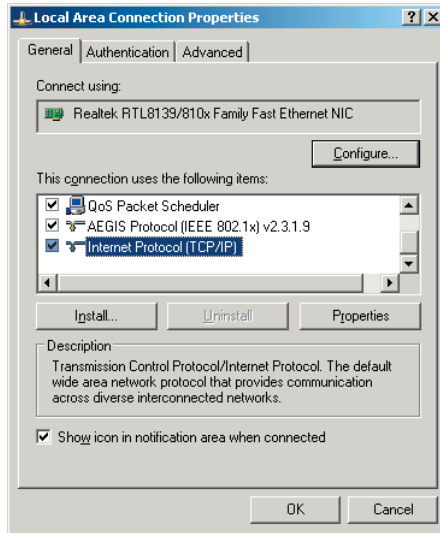 Local Area Connection Properties
General Authentication Advanced
Connect using:
Realtek RTL8139/810x Family Fast Ethernet NIC
Configure...
This connection uses the following items:
QoS Packet Scheduler
AEGIS Protocol (IEEE 802.1x) v2.3.1.9
Internet Protocol (TCP/IP)
Install... Uninstall Properties
Description
Transmission Control Protocol/Internet Protocol. The default
wide area network protocol that provides communication
across diverse interconnected networks.
Show icon in notification area when connected
OK Cancel